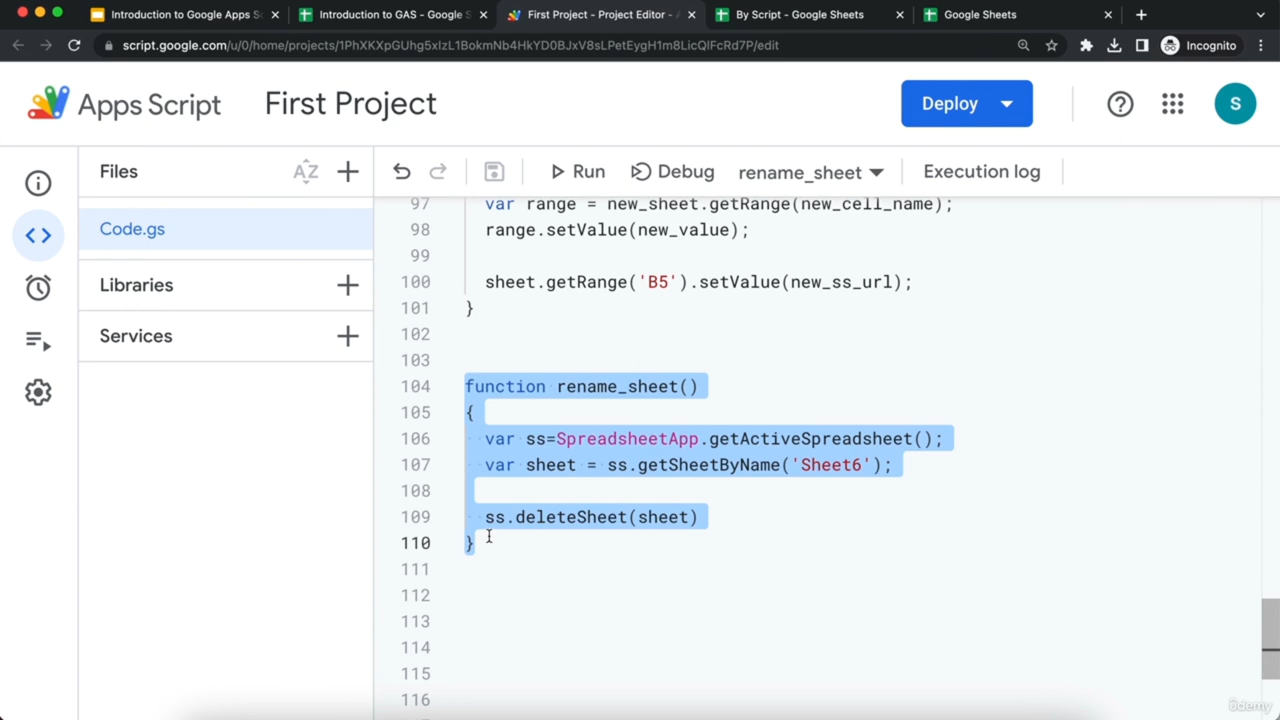 Introduction to Google Apps Sc
Introduction to GAS - Google S
First Project - Project Editor - A
By Script - Google Sheets
Google Sheets
script.google.com/u/0/home/projects/1PhXKXpGUhg5xIzL1BokmNb4HkYD0BJxV8sLPetEygH1m8LicQlFcRd7P/edit
Incognito
Apps Script
First Project
Deploy
S
Files
AZ
Run
Debug
rename_sheet
Execution log
Code.gs
Libraries
Services
97 var range = new_sheet.getRange(new_cell_name);
98 range.setValue(new_value);
99
100 sheet.getRange('B5').setValue(new_ss_url);
101 }
102
103
104 function rename_sheet()
105 {
106 var ss=SpreadsheetApp.getActiveSpreadsheet();
107 var sheet = ss.getSheetByName('Sheet6');
108
109 ss.deleteSheet(sheet)
110 }
111
112
113
114
115
116
udemy